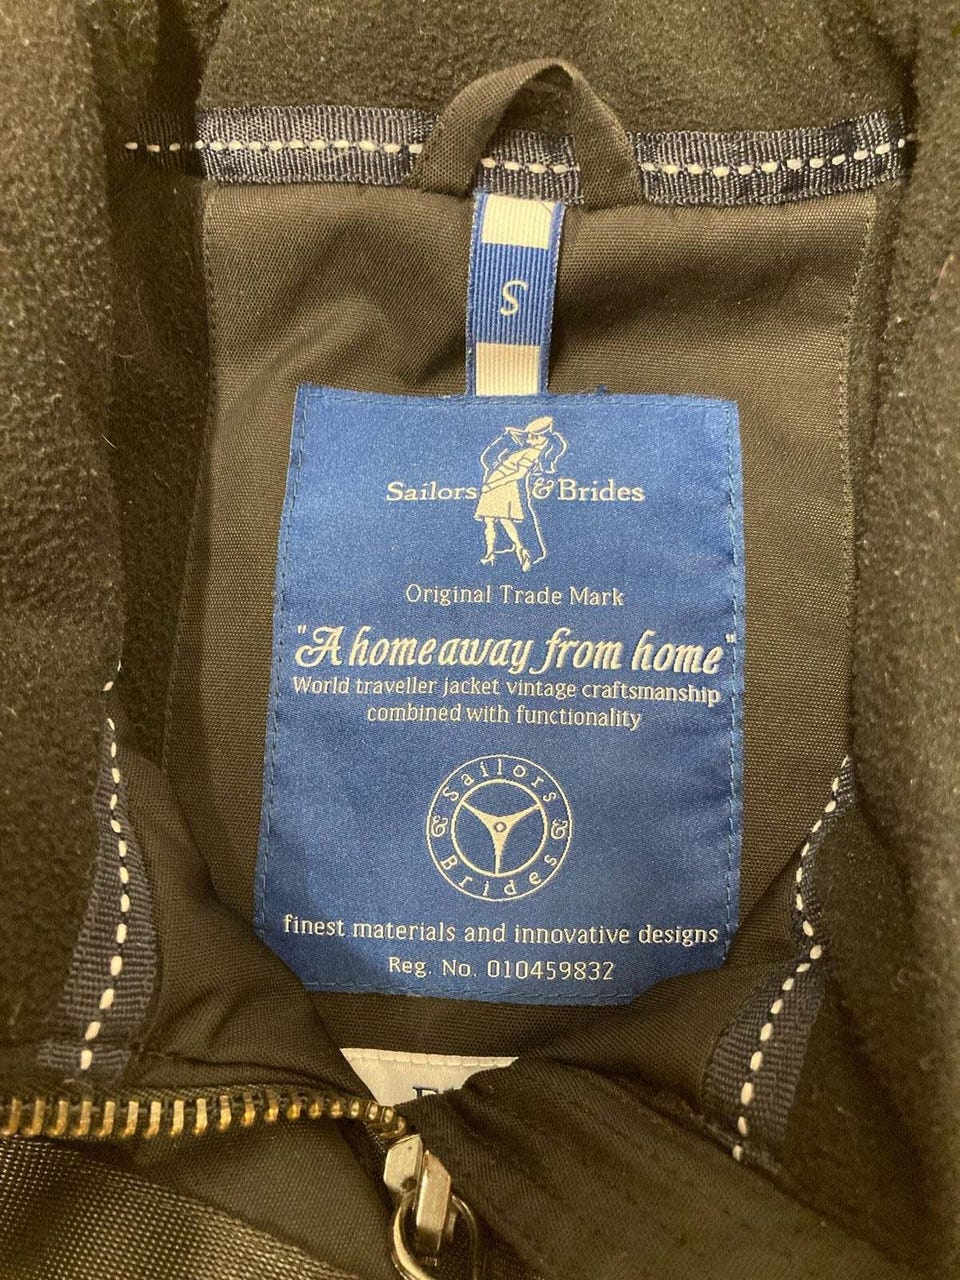 S
Sailors & Brides
Original Trade Mark
"A home away from home"
World traveller jacket vintage craftsmanship
combined with functionality
Sailors & Brides &
finest materials and innovative designs
Reg. No. 010459832